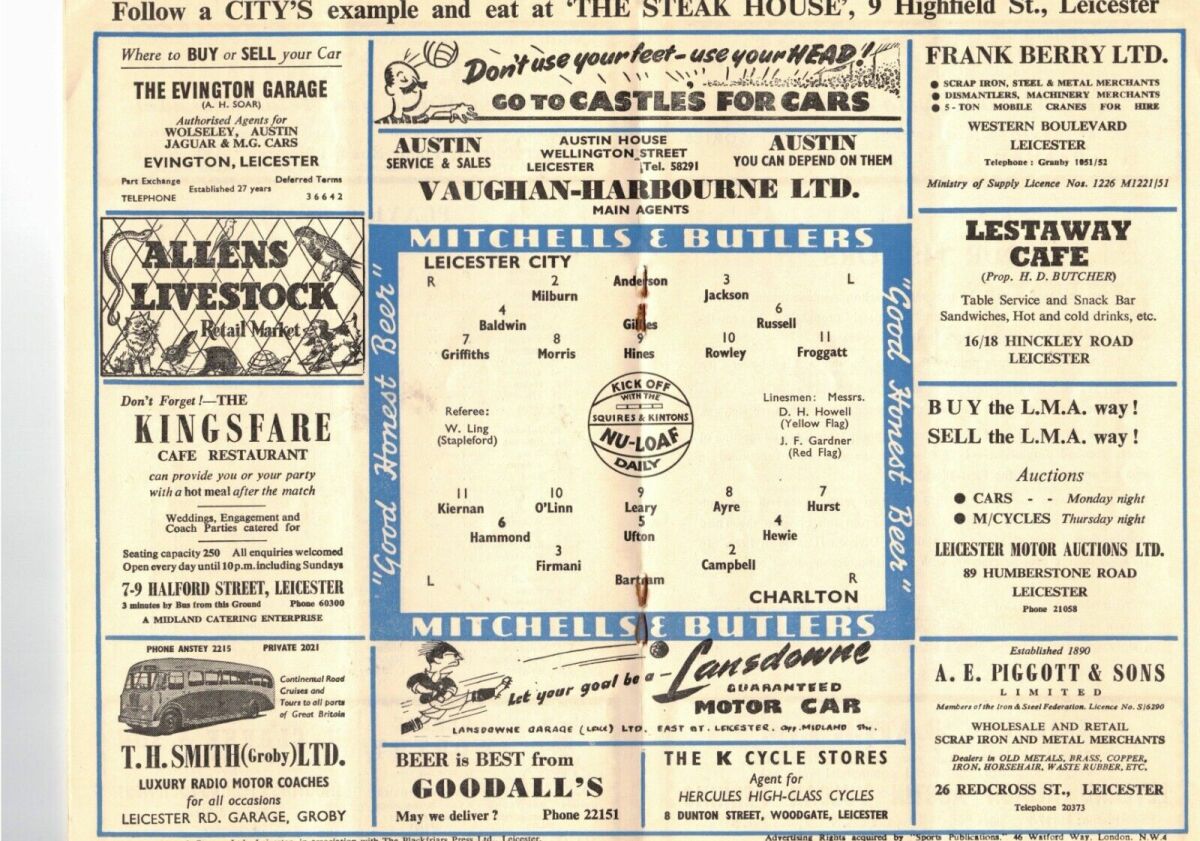 Follow a CITY'S example and eat at 'THE STEAK HOUSE', 9 Highfield St., Leicester
Where to BUY or SELL your Car
THE EVINGTON GARAGE
(A. H. SOAR)
Authorised Agents for
WOLSELEY, AUSTIN
JAGUAR & M.G. CARS
EVINGTON, LEICESTER
Part Exchange Deferred Terms
Established 27 years
TELEPHONE 36642
ALLENS
LIVESTOCK
Retail Market
Don't Forget!—THE
KINGSFARE
CAFE RESTAURANT
can provide you or your party
with a hot meal after the match
Weddings, Engagement and
Coach Parties catered for
Seating capacity 250 All enquiries welcomed
Open every day until 10 p.m. including Sundays
7-9 HALFORD STREET, LEICESTER
3 minutes by Bus from this Ground Phone 60300
A MIDLAND CATERING ENTERPRISE
PHONE ANSTEY 2215 PRIVATE 2021
Continental Road
Cruises and
Tours to all parts
of Great Britain
T.H. SMITH (Groby) LTD.
LUXURY RADIO MOTOR COACHES
for all occasions
LEICESTER RD. GARAGE, GROBY
Don't use your feet - use your HEAD!
GO TO CASTLE'S FOR CARS
AUSTIN
SERVICE & SALES
AUSTIN HOUSE
WELLINGTON STREET
LEICESTER Tel. 58291
AUSTIN
YOU CAN DEPEND ON THEM
VAUGHAN-HARBOURNE LTD.
MAIN AGENTS
MITCHELLS & BUTLERS
"Good Honest Beer"
LEICESTER CITY
R 2 Anderson 3 L
Milburn Jackson
4 Gillies 6
Baldwin Russell
7 8 9 10 11
Griffiths Morris Hines Rowley Froggatt
Referee:
W. Ling
(Stapleford)
KICK OFF
WITH THE
SQUIRES & KINTONS
NU-LOAF
DAILY
Linesmen: Messrs.
D. H. Howell
(Yellow Flag)
J. F. Gardner
(Red Flag)
11 10 9 8 7
Kiernan O'Linn Leary Ayre Hurst
6 5 4
Hammond Ufton Hewie
3 2
Firmani Campbell
L Bartram R
CHARLTON
"Good Honest Beer"
MITCHELLS & BUTLERS
Let your goal be a -
Lansdowne
GUARANTEED
MOTOR CAR
LANSDOWNE GARAGE (LEICR) LTD. EAST ST. LEICESTER. Opp. MIDLAND Stn.
BEER is BEST from
GOODALL'S
May we deliver? Phone 22151
THE K CYCLE STORES
Agent for
HERCULES HIGH-CLASS CYCLES
8 DUNTON STREET, WOODGATE, LEICESTER
FRANK BERRY LTD.
● SCRAP IRON, STEEL & METAL MERCHANTS
● DISMANTLERS, MACHINERY MERCHANTS
● 5-TON MOBILE CRANES FOR HIRE
WESTERN BOULEVARD
LEICESTER
Telephone: Granby 1051/52
Ministry of Supply Licence Nos. 1226 M1221/51
LESTAWAY
CAFE
(Prop. H. D. BUTCHER)
Table Service and Snack Bar
Sandwiches, Hot and cold drinks, etc.
16/18 HINCKLEY ROAD
LEICESTER
BUY the L.M.A. way!
SELL the L.M.A. way!
Auctions
● CARS - - Monday night
● M/CYCLES Thursday night
LEICESTER MOTOR AUCTIONS LTD.
89 HUMBERSTONE ROAD
LEICESTER
Phone 21058
Established 1890
A. E. PIGGOTT & SONS
LIMITED
Members of the Iron & Steel Federation. Licence No. S/6290
WHOLESALE AND RETAIL
SCRAP IRON AND METAL MERCHANTS
Dealers in OLD METALS, BRASS, COPPER,
IRON, HORSEHAIR, WASTE RUBBER, ETC.
26 REDCROSS ST., LEICESTER
Telephone 20373
in association with The Blackfriars Press Ltd., Leicester.
Advertising Rights acquired by "Sports Publications," 46 Watford Way, London, N.W.4